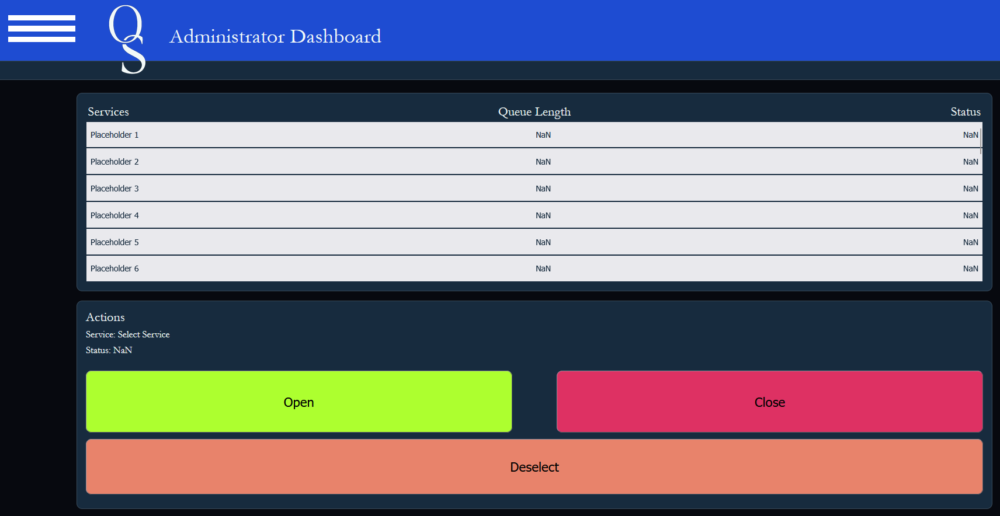 QS
Administrator Dashboard
Services Queue Length Status
Placeholder 1 NaN NaN
Placeholder 2 NaN NaN
Placeholder 3 NaN NaN
Placeholder 4 NaN NaN
Placeholder 5 NaN NaN
Placeholder 6 NaN NaN
Actions
Service: Select Service
Status: NaN
Open Close
Deselect